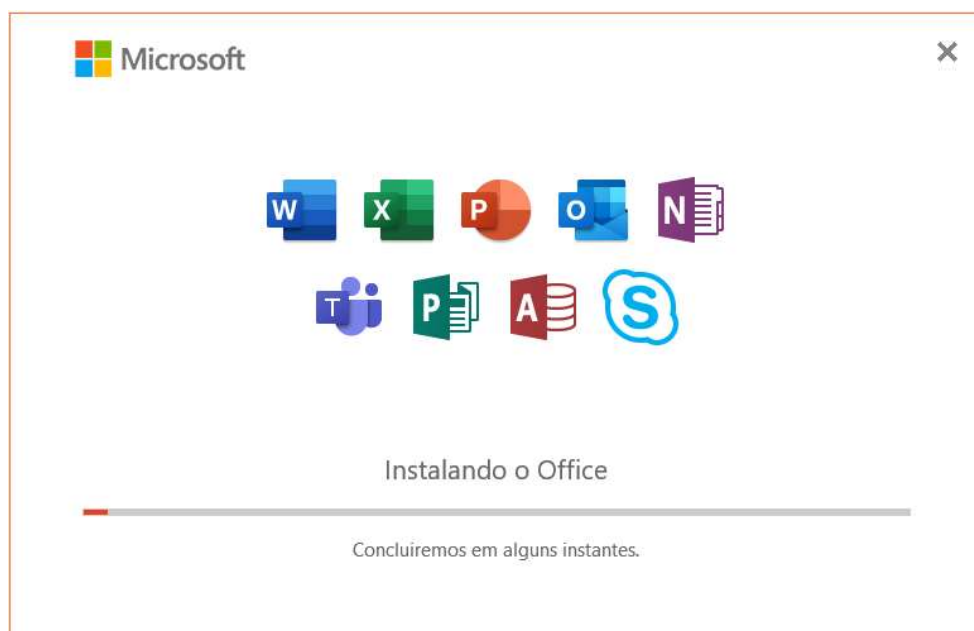 Microsoft
W X P O N
T P A S
Instalando o Office
Concluiremos em alguns instantes.